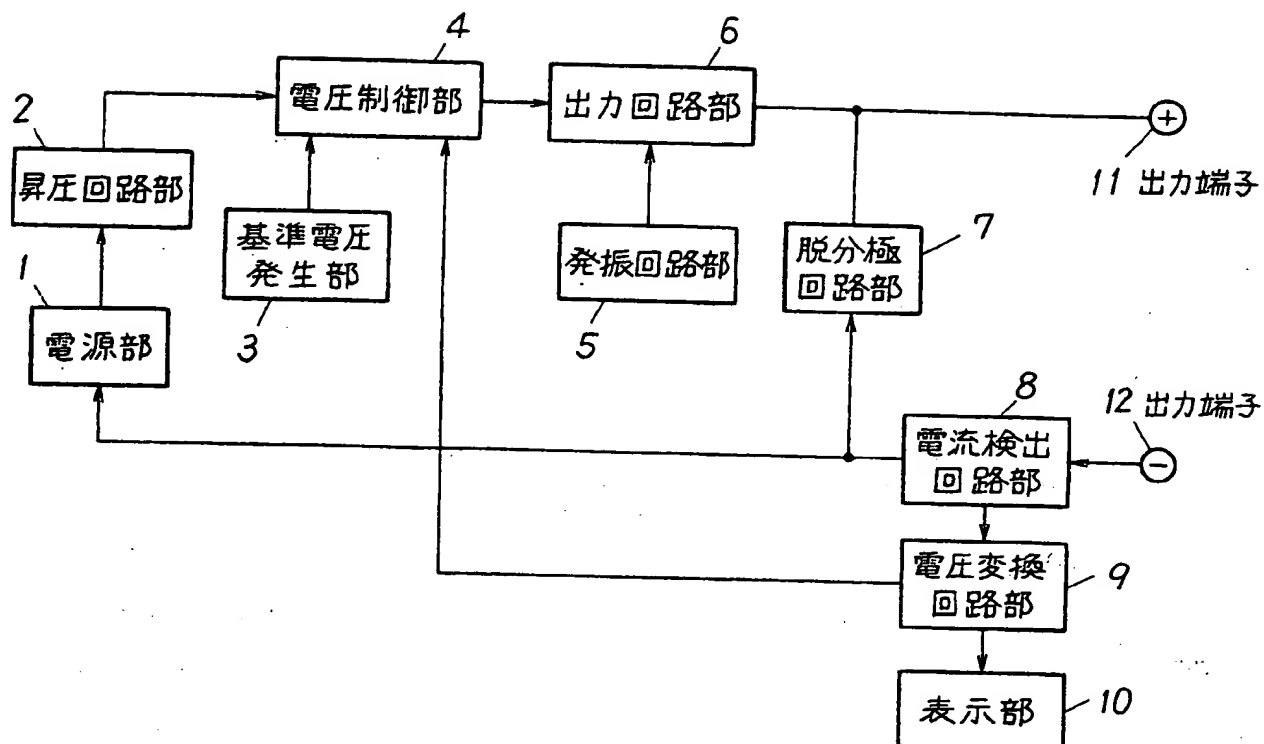 4
6
2
電圧制御部
出力回路部
昇圧回路部
11 出力端子
基準電圧
発生部
発振回路部
脱分極
回路部
7
1
電源部
3
5
8
12 出力端子
電流検出
回路部
電圧変換
回路部
9
表示部
10